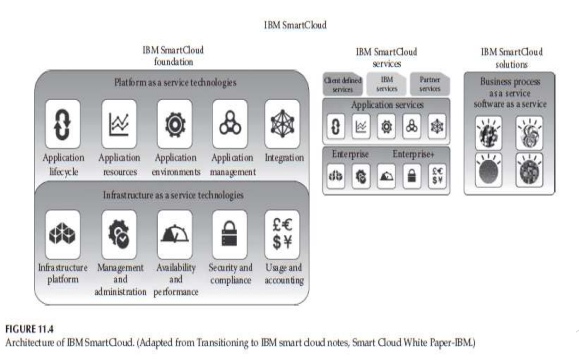 IBM SmartCloud
IBM SmartCloud
foundation
Platform as a service technologies
Application
lifecycle
Application
resources
Application
environments
Application
management
Integration
Infrastructure as a service technologies
Infrastructure
platform
Management
and
administration
Availability
and
performance
Security and
compliance
£€
$¥
Usage and
accounting
IBM SmartCloud
services
Client defined
services
IBM
services
Partner
services
Application services
Enterprise
Enterprise+
£€
$¥
IBM SmartCloud
solutions
Business process
as a service
software as a service
FIGURE 11.4
Architecture of IBM SmartCloud. (Adapted from Transitioning to IBM smart cloud notes, Smart Cloud White Paper-IBM.)